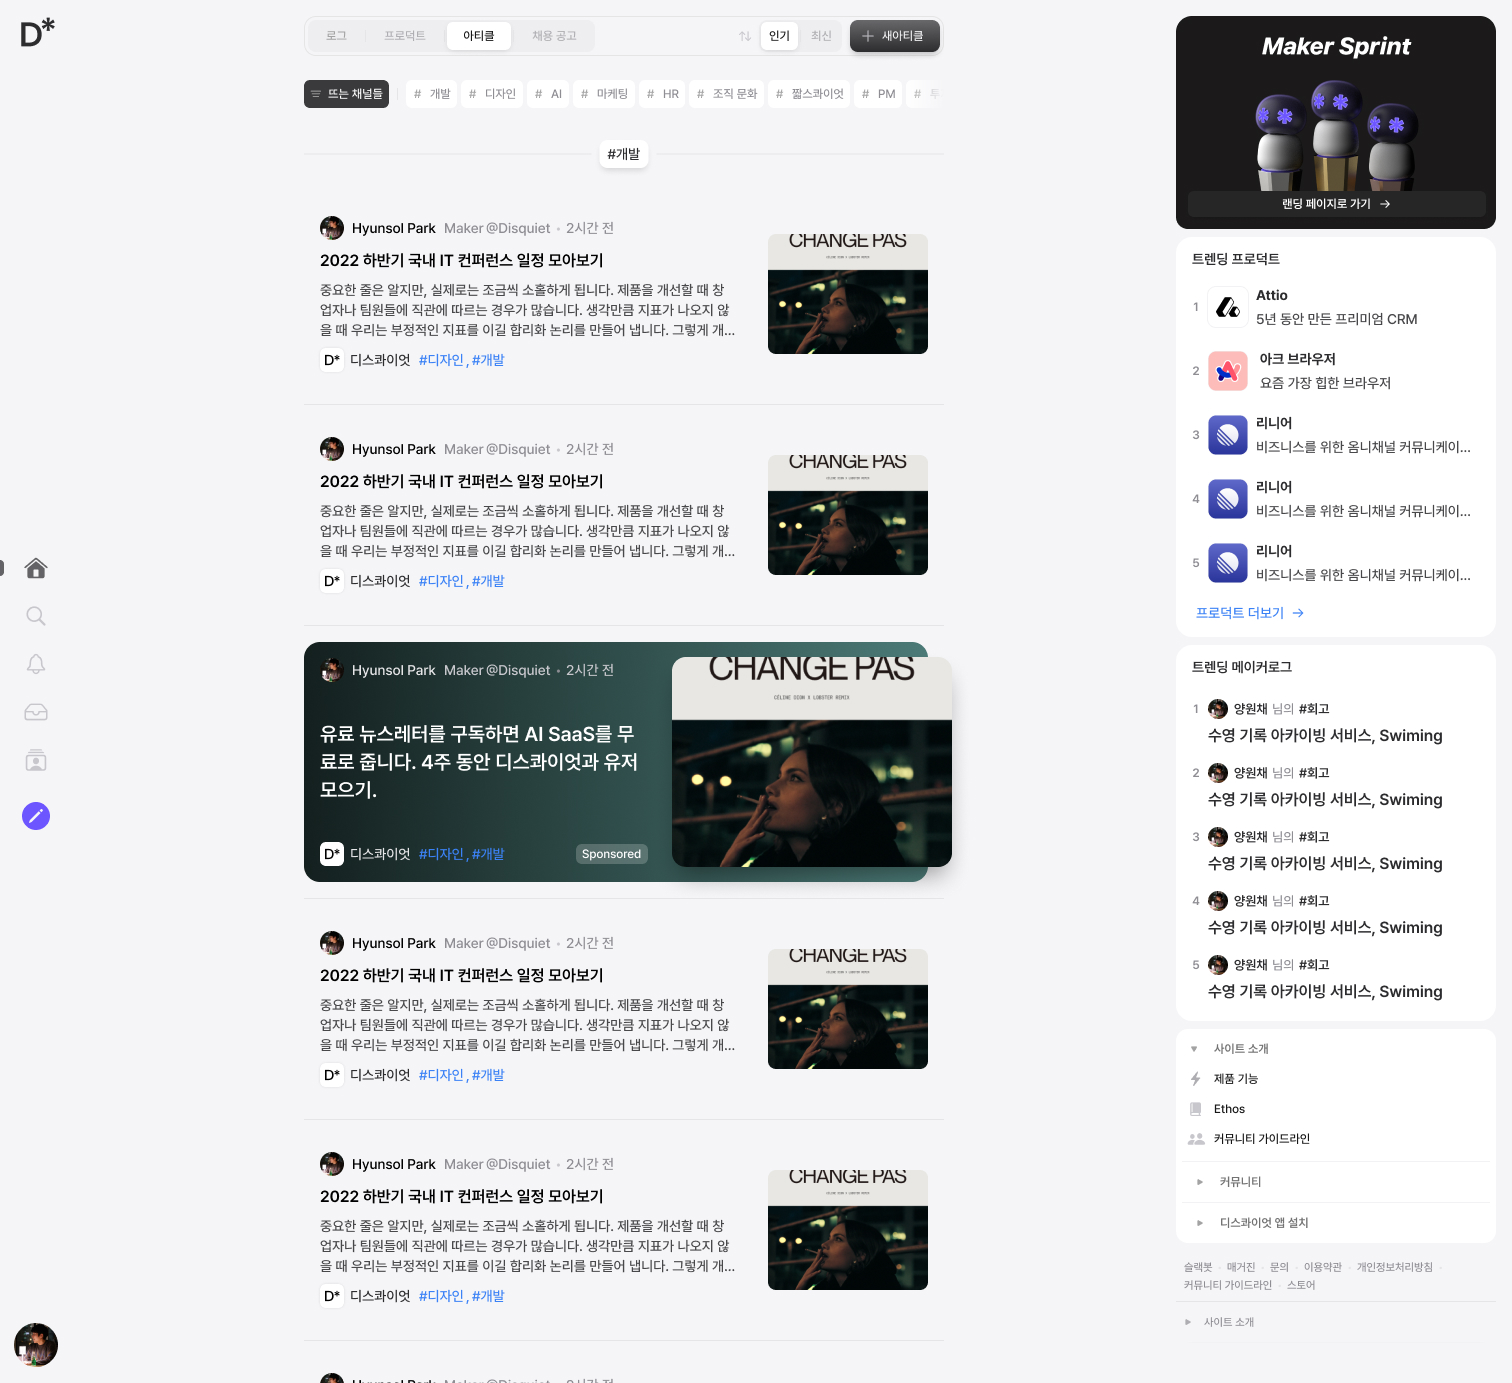 D*
로그
프로덕트
아티클
채용 공고
인기
최신
새아티클
뜨는 채널들
# 개발
# 디자인
# AI
# 마케팅
# HR
# 조직 문화
# 짧스콰이엇
# PM
#
#개발
Hyunsol Park Maker @Disquiet • 2시간 전
2022 하반기 국내 IT 컨퍼런스 일정 모아보기
중요한 줄은 알지만, 실제로는 조금씩 소홀하게 됩니다. 제품을 개선할 때 창
업자나 팀원들에 직관에 따르는 경우가 많습니다. 생각만큼 지표가 나오지 않
을 때 우리는 부정적인 지표를 이길 합리화 논리를 만들어 냅니다. 그렇게 개...
D* 디스콰이엇 #디자인 , #개발
CHANGE PAS
Hyunsol Park Maker @Disquiet • 2시간 전
2022 하반기 국내 IT 컨퍼런스 일정 모아보기
중요한 줄은 알지만, 실제로는 조금씩 소홀하게 됩니다. 제품을 개선할 때 창
업자나 팀원들에 직관에 따르는 경우가 많습니다. 생각만큼 지표가 나오지 않
을 때 우리는 부정적인 지표를 이길 합리화 논리를 만들어 냅니다. 그렇게 개...
D* 디스콰이엇 #디자인 , #개발
CHANGE PAS
Hyunsol Park Maker @Disquiet • 2시간 전
유료 뉴스레터를 구독하면 AI SaaS를 무
료로 줍니다. 4주 동안 디스콰이엇과 유저
모으기.
D* 디스콰이엇 #디자인 , #개발
Sponsored
CHANGE PAS
CÉLINE SIGN X LOBSTER REMIX
Hyunsol Park Maker @Disquiet • 2시간 전
2022 하반기 국내 IT 컨퍼런스 일정 모아보기
중요한 줄은 알지만, 실제로는 조금씩 소홀하게 됩니다. 제품을 개선할 때 창
업자나 팀원들에 직관에 따르는 경우가 많습니다. 생각만큼 지표가 나오지 않
을 때 우리는 부정적인 지표를 이길 합리화 논리를 만들어 냅니다. 그렇게 개...
D* 디스콰이엇 #디자인 , #개발
CHANGE PAS
Hyunsol Park Maker @Disquiet • 2시간 전
2022 하반기 국내 IT 컨퍼런스 일정 모아보기
중요한 줄은 알지만, 실제로는 조금씩 소홀하게 됩니다. 제품을 개선할 때 창
업자나 팀원들에 직관에 따르는 경우가 많습니다. 생각만큼 지표가 나오지 않
을 때 우리는 부정적인 지표를 이길 합리화 논리를 만들어 냅니다. 그렇게 개...
D* 디스콰이엇 #디자인 , #개발
CHANGE PAS
Maker Sprint
랜딩 페이지로 가기 →
트렌딩 프로덕트
1 Attio
5년 동안 만든 프리미엄 CRM
2 아크 브라우저
요즘 가장 힙한 브라우저
3 리니어
비즈니스를 위한 옴니채널 커뮤니케이...
4 리니어
비즈니스를 위한 옴니채널 커뮤니케이...
5 리니어
비즈니스를 위한 옴니채널 커뮤니케이...
프로덕트 더보기 →
트렌딩 메이커로그
1 양원채 님의 #회고
수영 기록 아카이빙 서비스, Swiming
2 양원채 님의 #회고
수영 기록 아카이빙 서비스, Swiming
3 양원채 님의 #회고
수영 기록 아카이빙 서비스, Swiming
4 양원채 님의 #회고
수영 기록 아카이빙 서비스, Swiming
5 양원채 님의 #회고
수영 기록 아카이빙 서비스, Swiming
사이트 소개
제품 기능
Ethos
커뮤니티 가이드라인
커뮤니티
디스콰이엇 앱 설치
슬랙봇 · 매거진 · 문의 · 이용약관 · 개인정보처리방침 ·
커뮤니티 가이드라인 · 스토어
사이트 소개